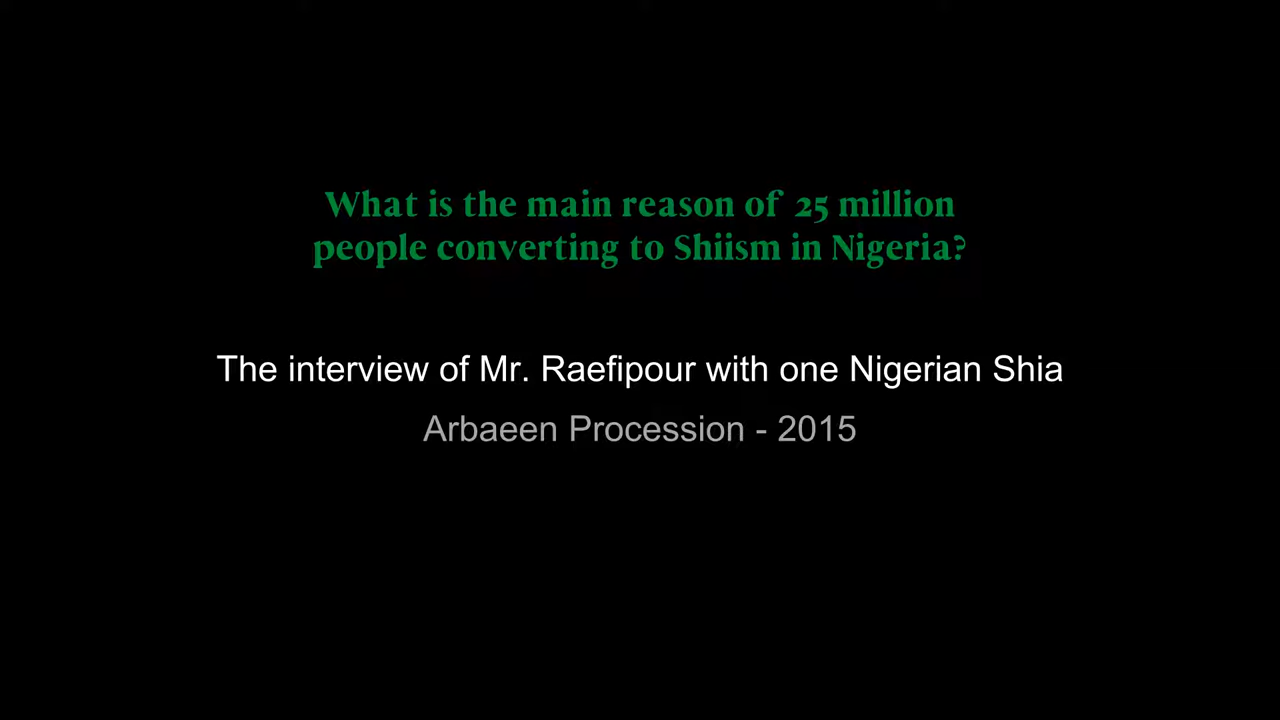 What is the main reason of 25 million
people converting to Shiism in Nigeria?
The interview of Mr. Raefipour with one Nigerian Shia
Arbaeen Procession - 2015